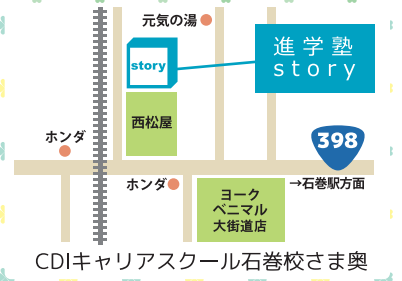 元気の湯
進学塾
story
story
西松屋
ホンダ
398
ホンダ
→石巻駅方面
ヨーク
ベニマル
大街道店
CDIキャリアスクール石巻校さま奥